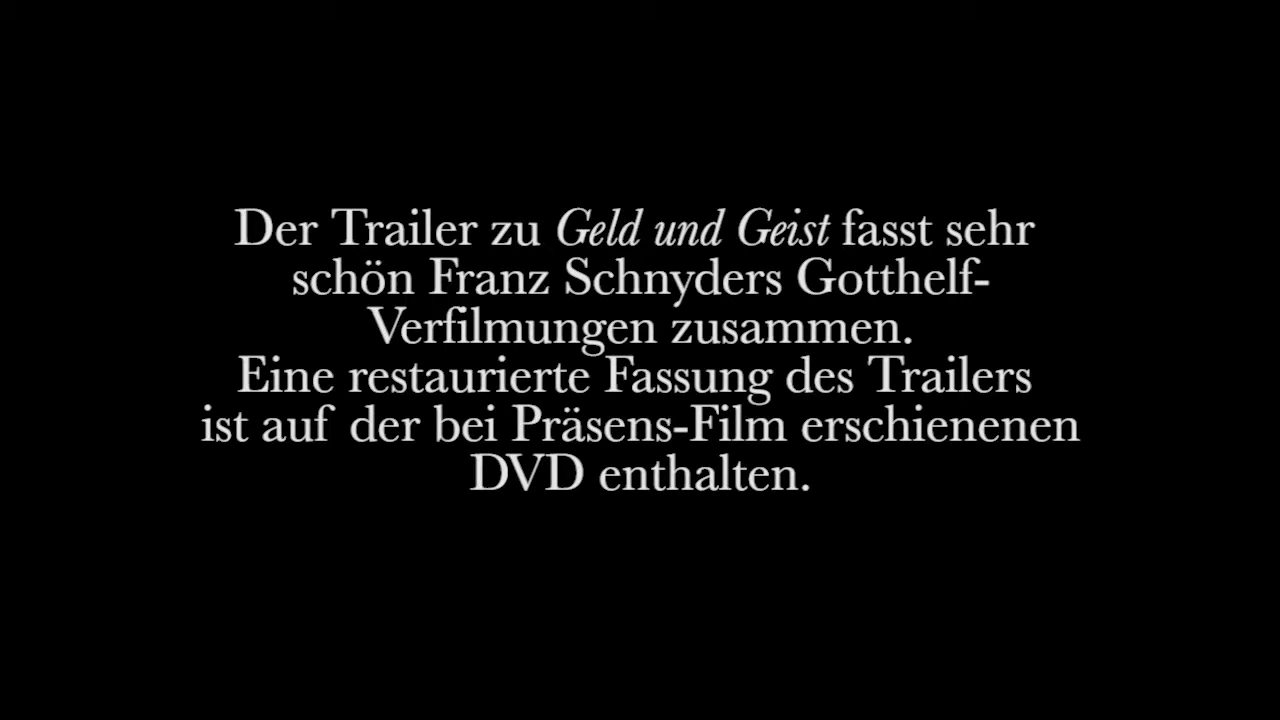 Der Trailer zu Geld und Geist fasst sehr
schön Franz Schnyders Gotthelf-
Verfilmungen zusammen.
Eine restaurierte Fassung des Trailers
ist auf der bei Präsens-Film erschienenen
DVD enthalten.